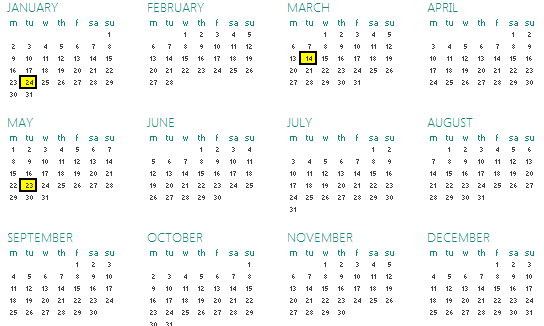 JANUARY
m tu w th f sa su
1
2 3 4 5 6 7 8
9 10 11 12 13 14 15
16 17 18 19 20 21 22
23 24 25 26 27 28 29
30 31
FEBRUARY
m tu w th f sa su
1 2 3 4 5
6 7 8 9 10 11 12
13 14 15 16 17 18 19
20 21 22 23 24 25 26
27 28
MARCH
m tu w th f sa su
1 2 3 4 5
6 7 8 9 10 11 12
13 14 15 16 17 18 19
20 21 22 23 24 25 26
27 28 29 30 31
APRIL
m tu w th f sa su
1 2
3 4 5 6 7 8 9
10 11 12 13 14 15 16
17 18 19 20 21 22 23
24 25 26 27 28 29 30
MAY
m tu w th f sa su
1 2 3 4 5 6 7
8 9 10 11 12 13 14
15 16 17 18 19 20 21
22 23 24 25 26 27 28
29 30 31
JUNE
m tu w th f sa su
1 2 3 4
5 6 7 8 9 10 11
12 13 14 15 16 17 18
19 20 21 22 23 24 25
26 27 28 29 30
JULY
m tu w th f sa su
1 2
3 4 5 6 7 8 9
10 11 12 13 14 15 16
17 18 19 20 21 22 23
24 25 26 27 28 29 30
31
AUGUST
m tu w th f sa su
1 2 3 4 5 6
7 8 9 10 11 12 13
14 15 16 17 18 19 20
21 22 23 24 25 26 27
28 29 30 31
SEPTEMBER
m tu w th f sa su
1 2 3
4 5 6 7 8 9 10
11 12 13 14 15 16 17
18 19 20 21 22 23 24
25 26 27 28 29 30
OCTOBER
m tu w th f sa su
1
2 3 4 5 6 7 8
9 10 11 12 13 14 15
16 17 18 19 20 21 22
23 24 25 26 27 28 29
30 31
NOVEMBER
m tu w th f sa su
1 2 3 4 5
6 7 8 9 10 11 12
13 14 15 16 17 18 19
20 21 22 23 24 25 26
27 28 29 30
DECEMBER
m tu w th f sa su
1 2 3
4 5 6 7 8 9 10
11 12 13 14 15 16 17
18 19 20 21 22 23 24
25 26 27 28 29 30 31